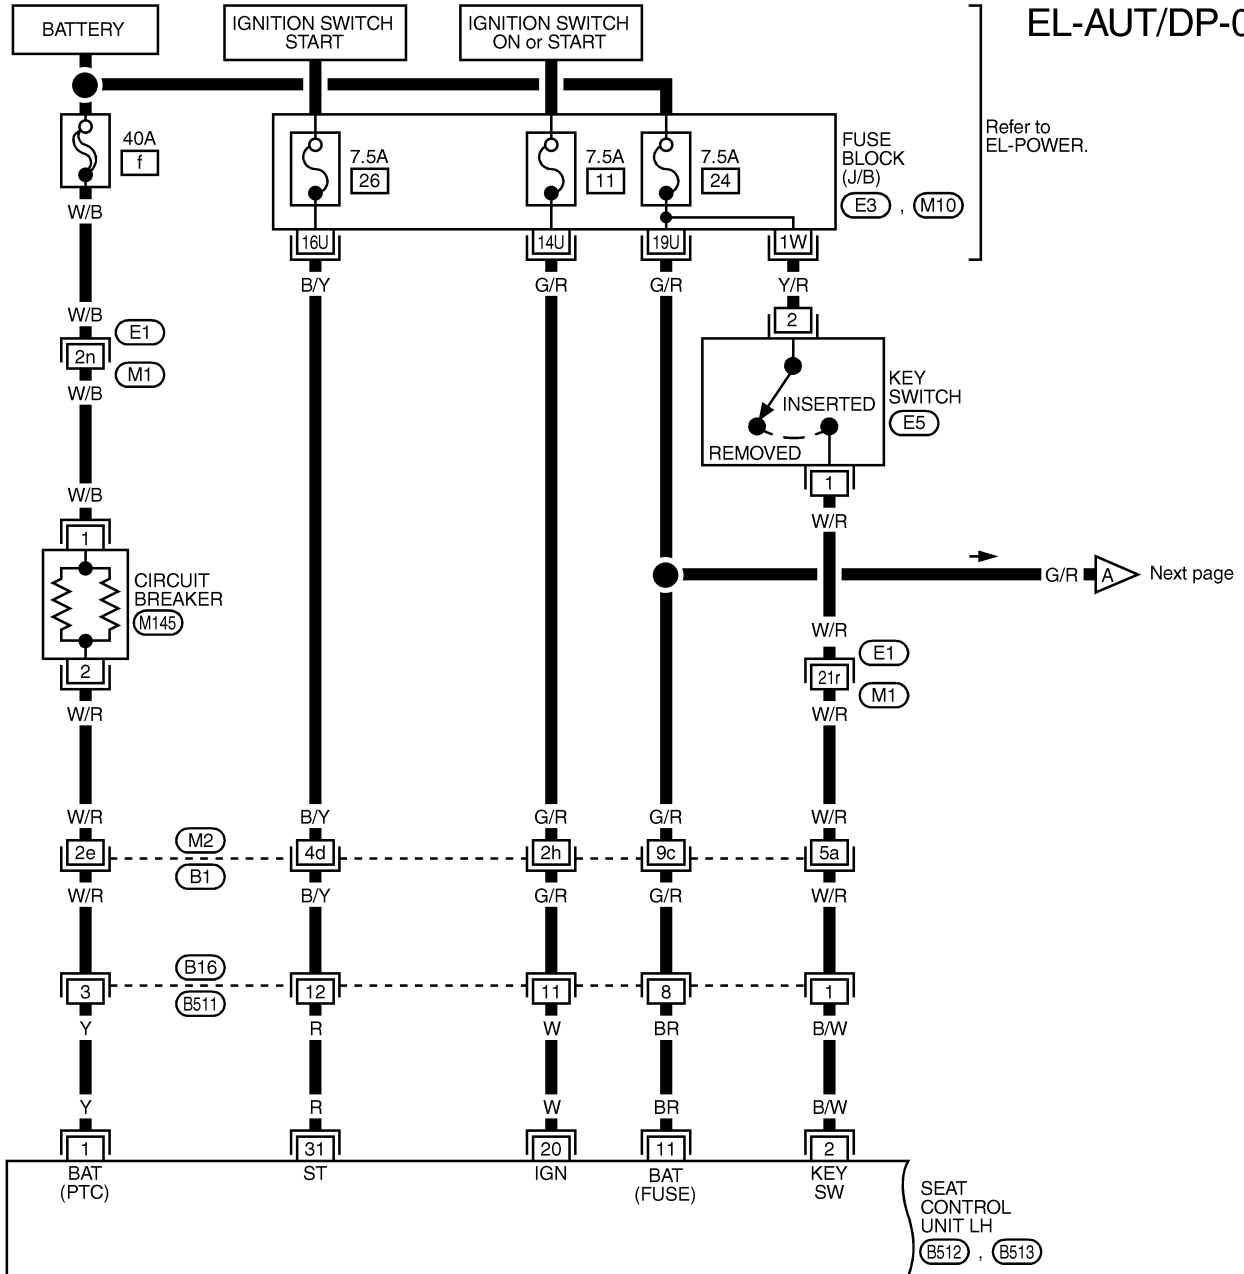 BATTERY
IGNITION SWITCH
START
IGNITION SWITCH
ON or START
EL-AUT/DP-0
Refer to
EL-POWER.
40A
f
7.5A
26
7.5A
11
7.5A
24
FUSE
BLOCK
(J/B)
E3 , M10
W/B
16U
14U
19U
1W
B/Y
G/R
G/R
Y/R
W/B
2n
E1
M1
W/B
2
KEY
SWITCH
E5
INSERTED
REMOVED
1
W/R
W/B
1
CIRCUIT
BREAKER
M145
2
W/R
G/R
A
Next page
W/R
21r
E1
M1
W/R
W/R
B/Y
G/R
G/R
W/R
2e
M2
B1
4d
2h
9c
5a
W/R
B/Y
G/R
G/R
W/R
3
B16
B511
12
11
8
1
Y
R
W
BR
B/W
Y
R
W
BR
B/W
1
31
20
11
2
BAT
(PTC)
ST
IGN
BAT
(FUSE)
KEY
SW
SEAT
CONTROL
UNIT LH
B512 , B513